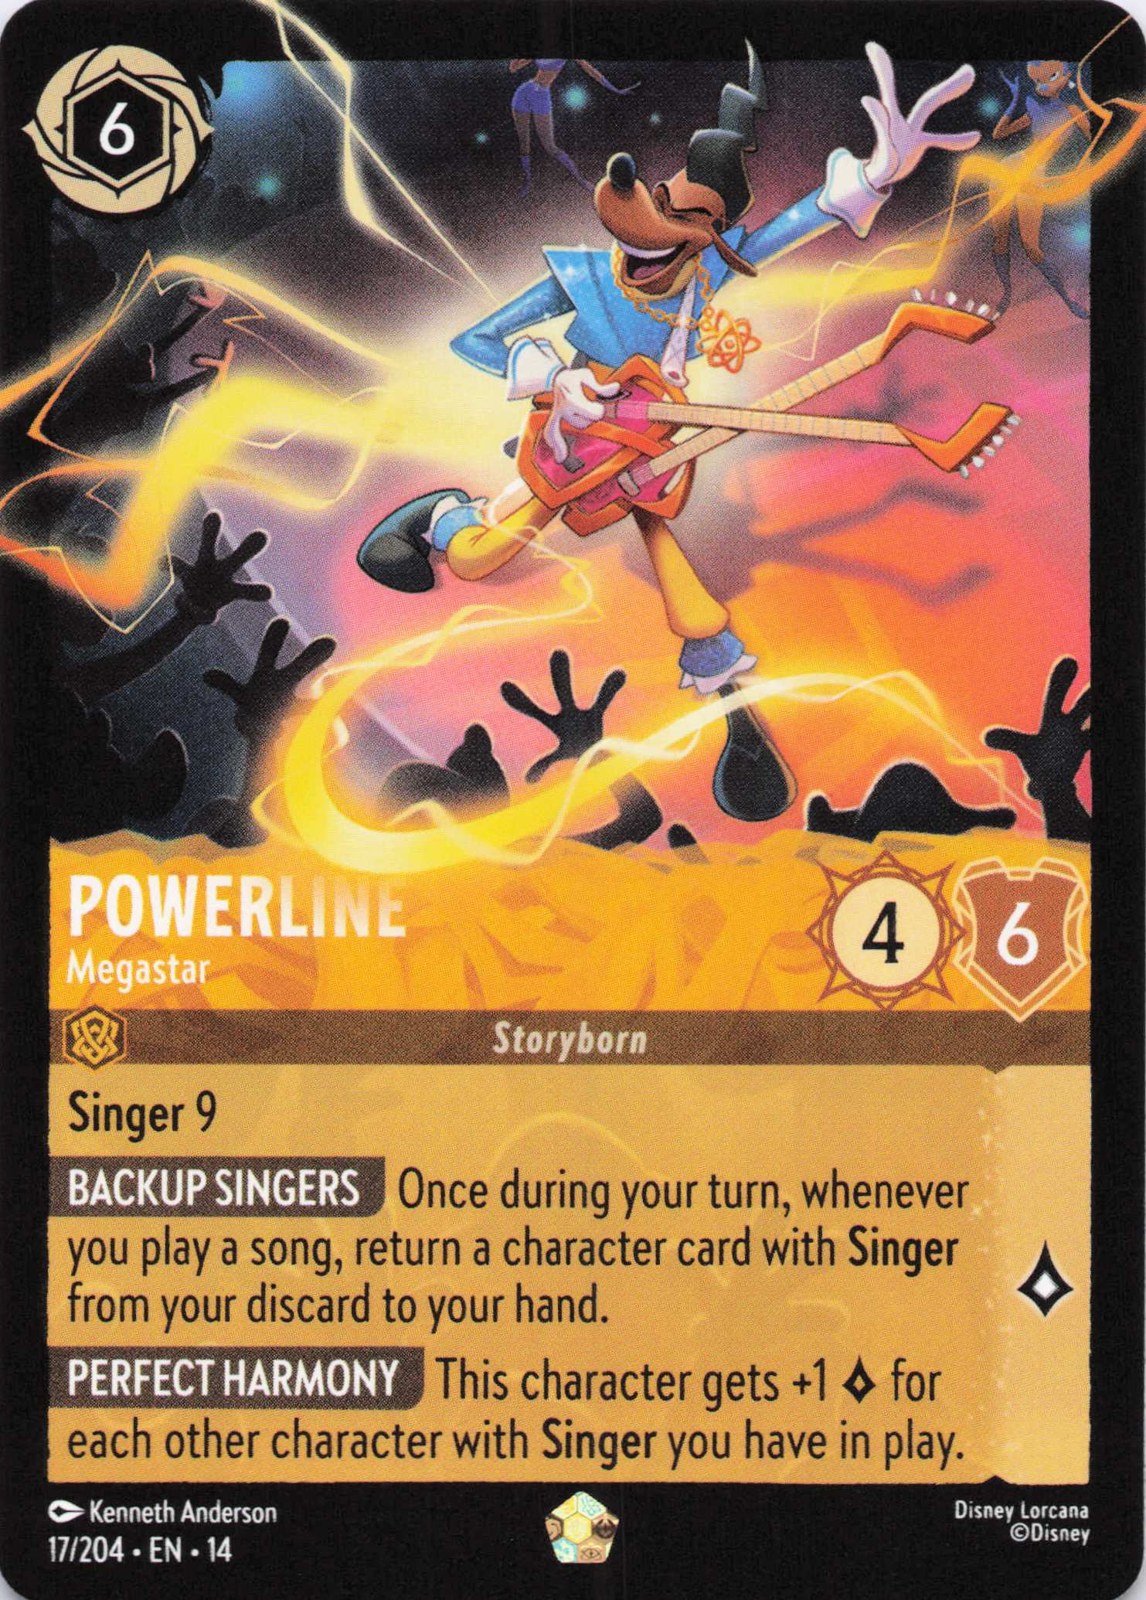 6
POWERLINE
Megastar
4
6
Storyborn
Singer 9
BACKUP SINGERS Once during your turn, whenever
you play a song, return a character card with Singer
from your discard to your hand.
PERFECT HARMONY This character gets +1 for
each other character with Singer you have in play.
Kenneth Anderson
17/204 • EN • 14
Disney Lorcana
©Disney